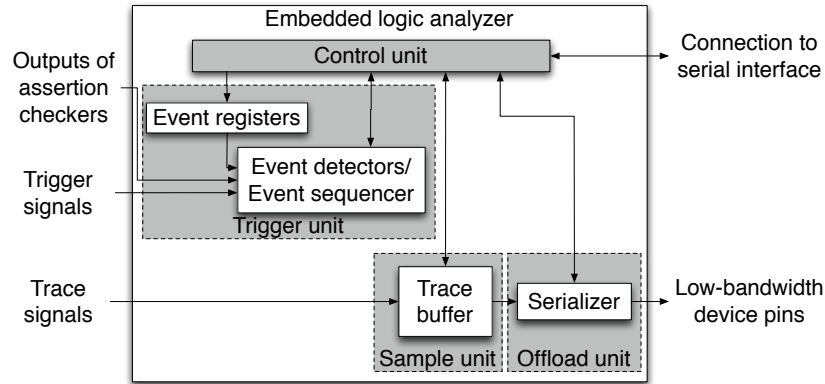 Embedded logic analyzer
Control unit
Connection to
serial interface
Outputs of
assertion
checkers
Event registers
Event detectors/
Event sequencer
Trigger
signals
Trigger unit
Trace
signals
Trace
buffer
Serializer
Low-bandwidth
device pins
Sample unit
Offload unit